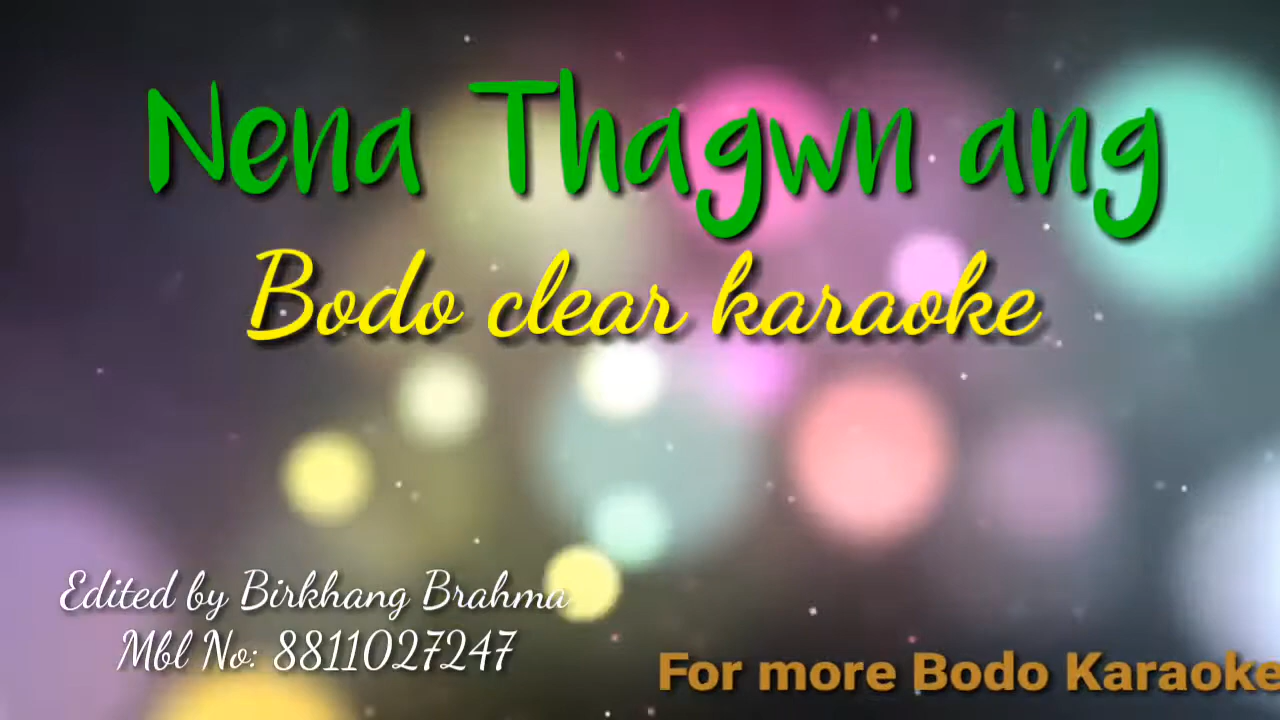 Nena Thagwn ang
Bodo clear karaoke
Edited by Birkhang Brahma
Mbl No: 8811027247
For more Bodo Karaoke